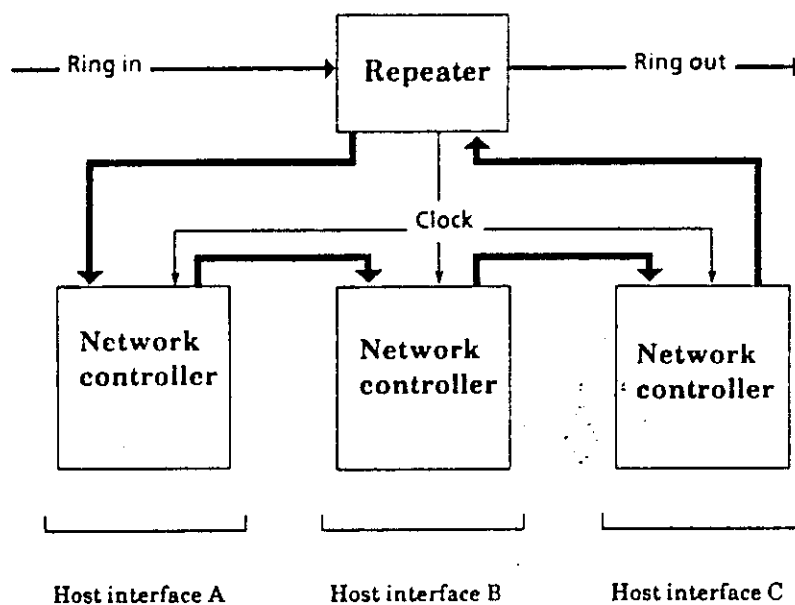 Ring in
Repeater
Ring out
Clock
Network
controller
Network
controller
Network
controller
Host interface A
Host interface B
Host interface C